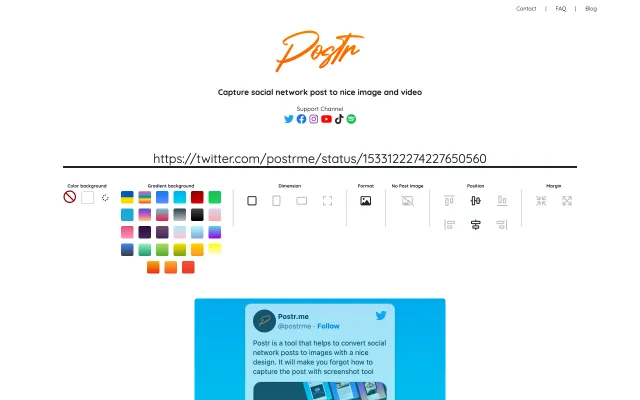 Contact | FAQ | Blog
Postr
Capture social network post to nice image and video
Support Channel
https://twitter.com/postrme/status/1533122274227650560
Color background
Gradient background
Dimension
Format
No Post image
Position
Margin
Postr.me
@postrme · Follow
Postr is a tool that helps to convert social
network posts to images with a nice
design. It will make you forgot how to
capture the post with screenshot tool